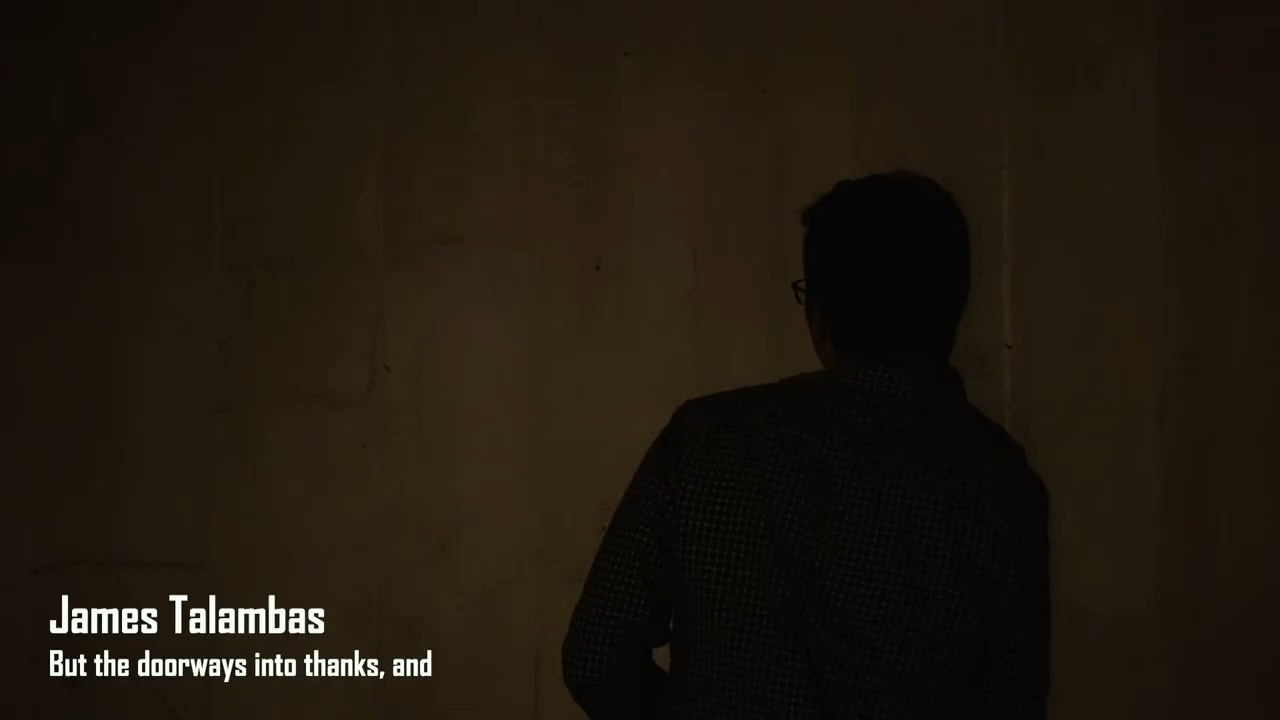 James Talambas
But the doorways into thanks, and